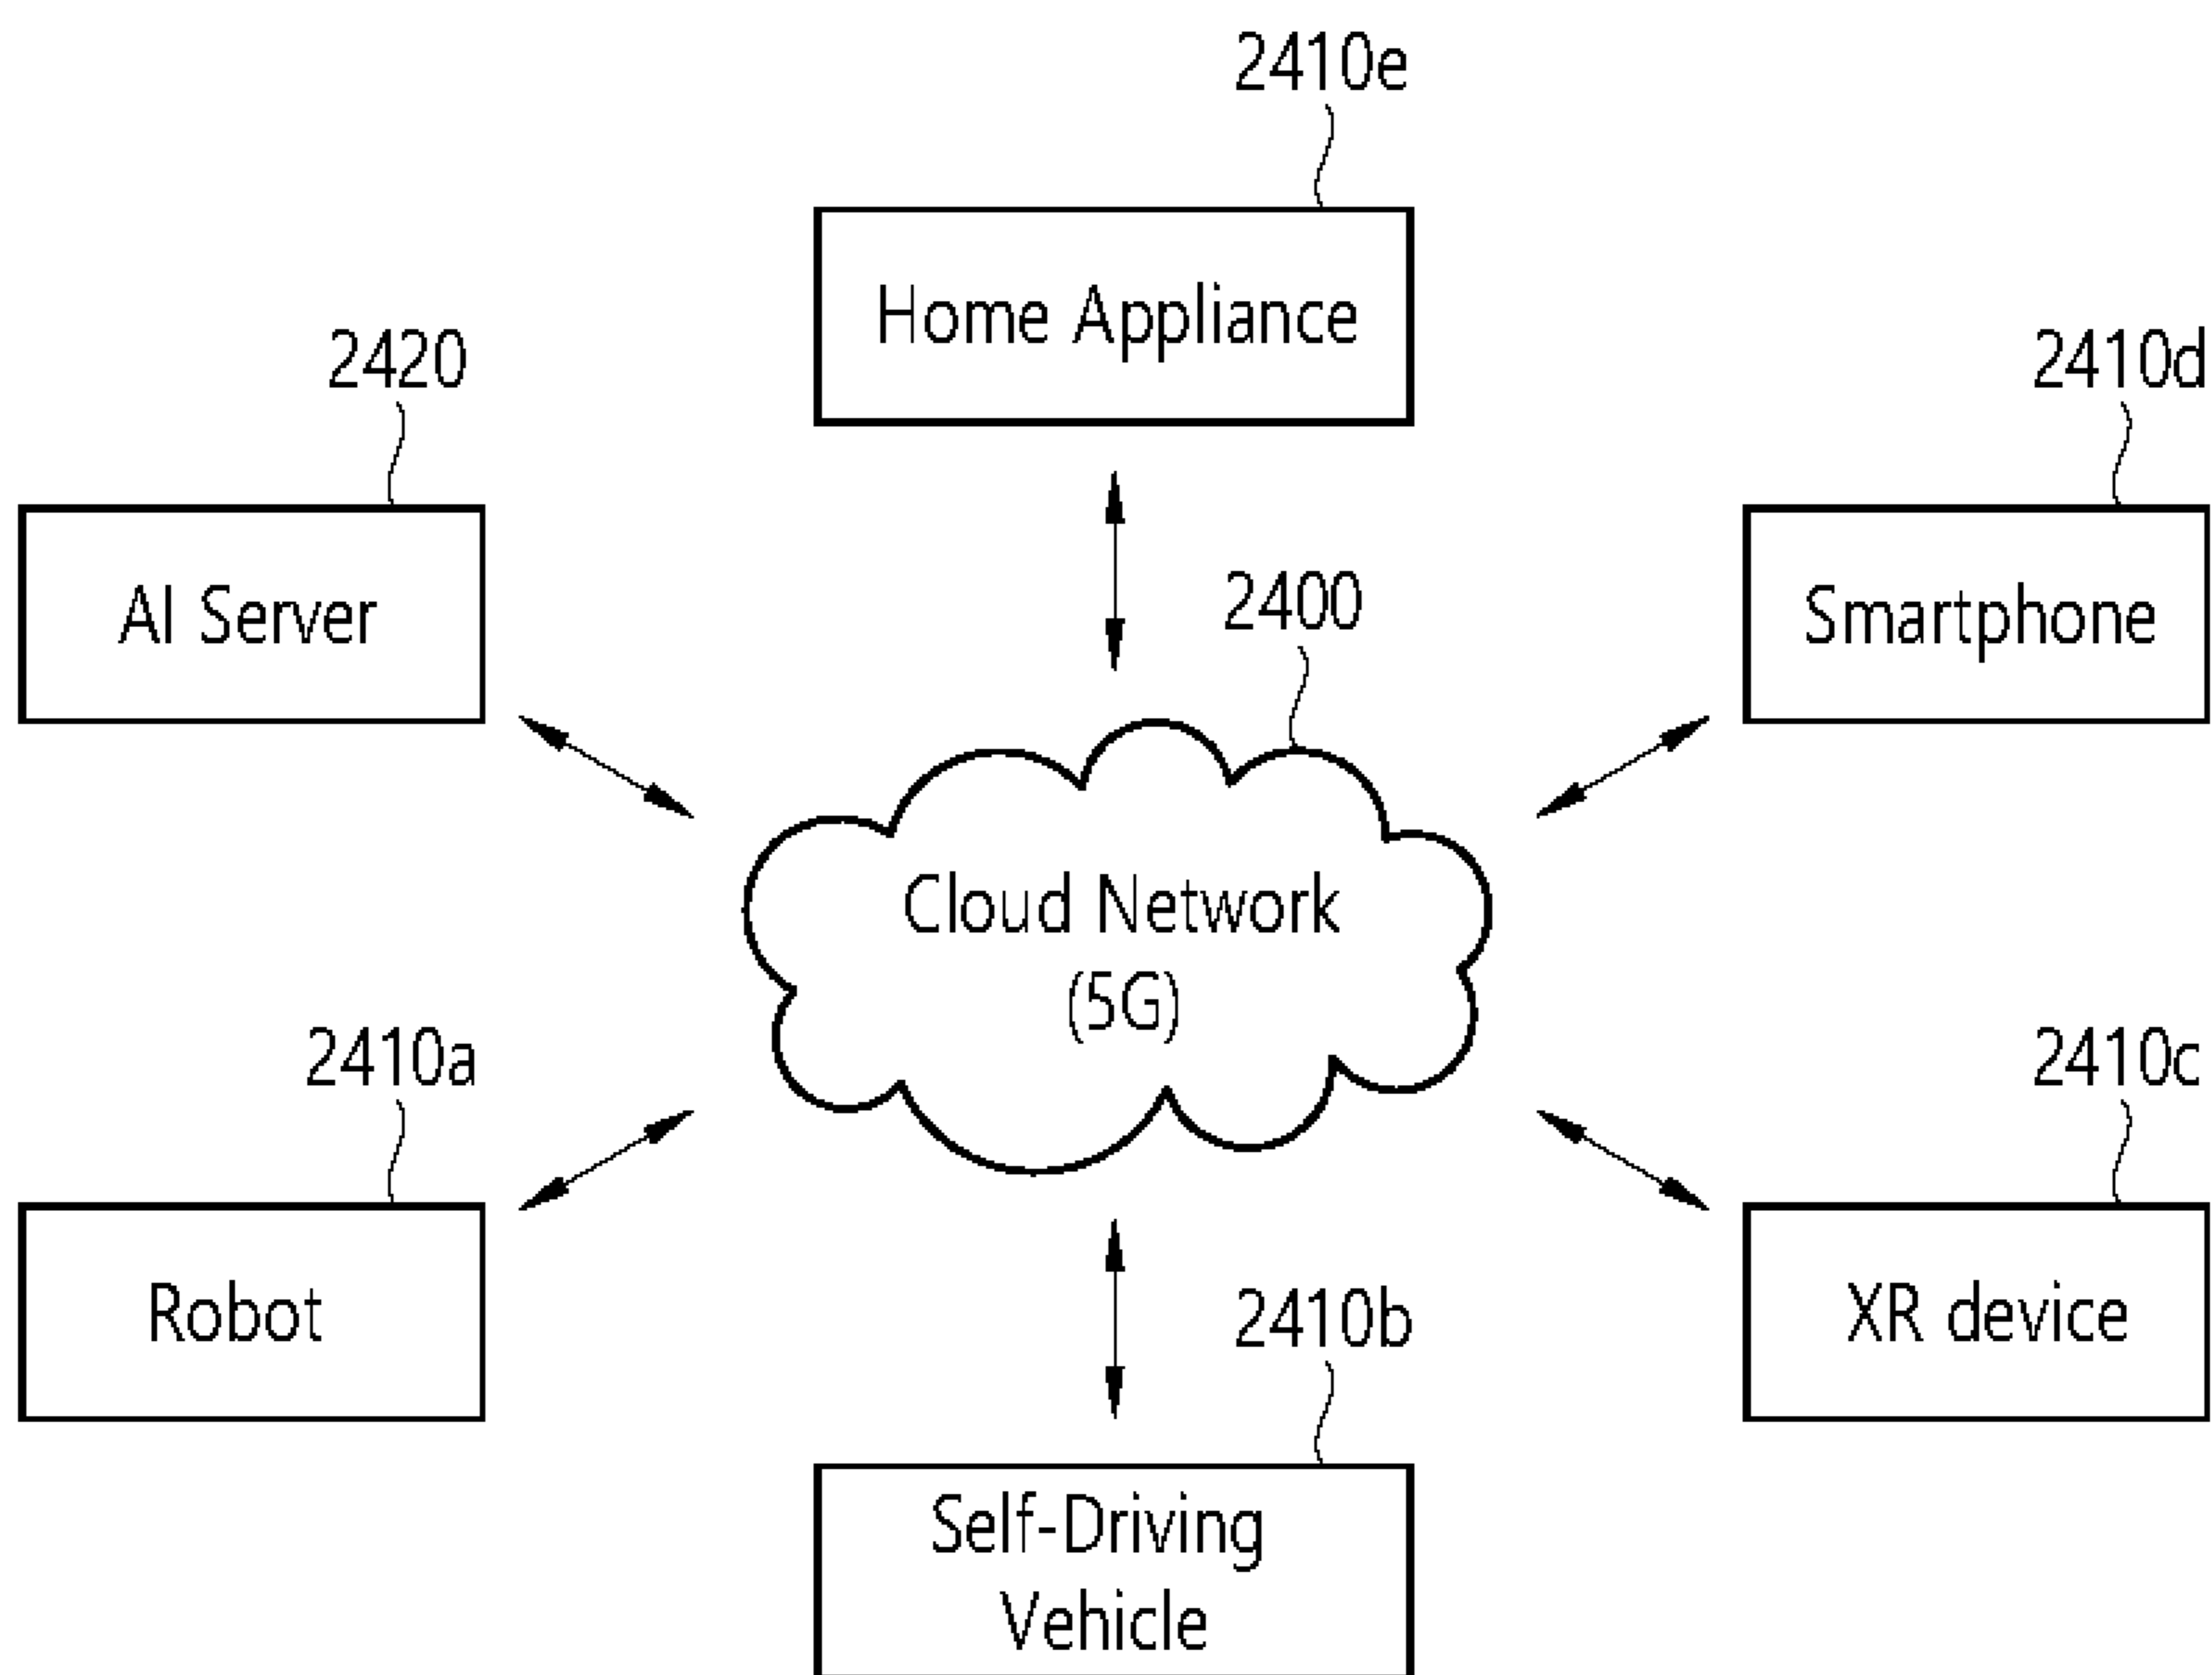 2410e
Home Appliance
2420
2410d
AI Server
2400
Smartphone
Cloud Network
(5G)
2410a
2410c
Robot
2410b
XR device
Self-Driving
Vehicle